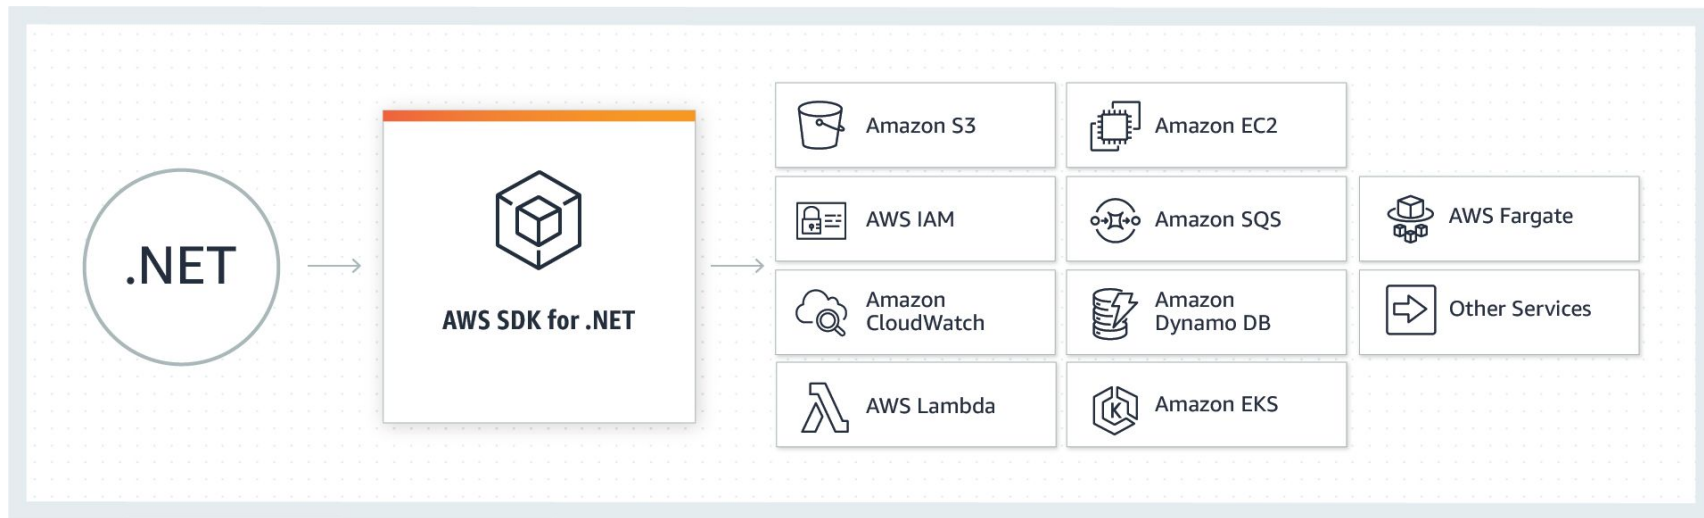 .NET
AWS SDK for .NET
Amazon S3
Amazon EC2
AWS IAM
Amazon SQS
AWS Fargate
Amazon
CloudWatch
Amazon
Dynamo DB
Other Services
AWS Lambda
Amazon EKS
K